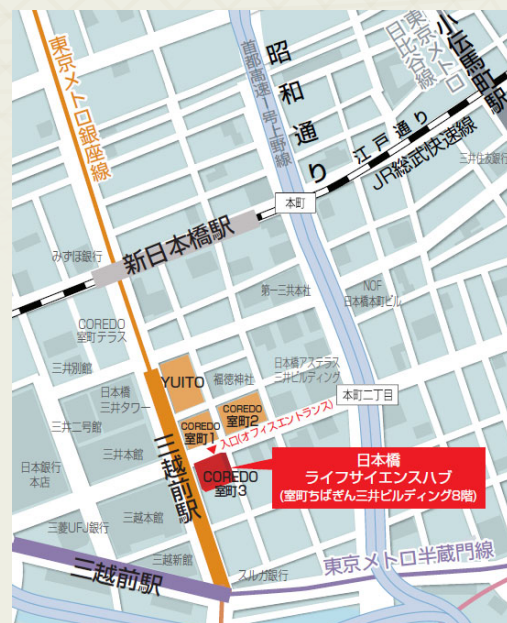 東京メトロ銀座線
首都高速1号上野線
昭和通り
日比谷線
東京メトロ
小伝馬町駅
江戸通り
JR総武快速線
三井住友銀行
本町
新日本橋駅
みずほ銀行
第一三共本社
NOF
日本橋本町ビル
COREDO
室町テラス
三井別館
YUITO
福徳神社
日本橋アステラス
三井ビルディング
本町二丁目
日本橋
三井タワー
COREDO
室町2
COREDO
室町1
入口(オフィスエントランス)
三井二号館
三井本館
三越前駅
日本銀行
本店
COREDO
室町3
日本橋
ライフサイエンスハブ
(室町ちばぎん三井ビルディング8階)
三越本館
三菱UFJ銀行
三越新館
三越前駅
スルガ銀行
東京メトロ半蔵門線